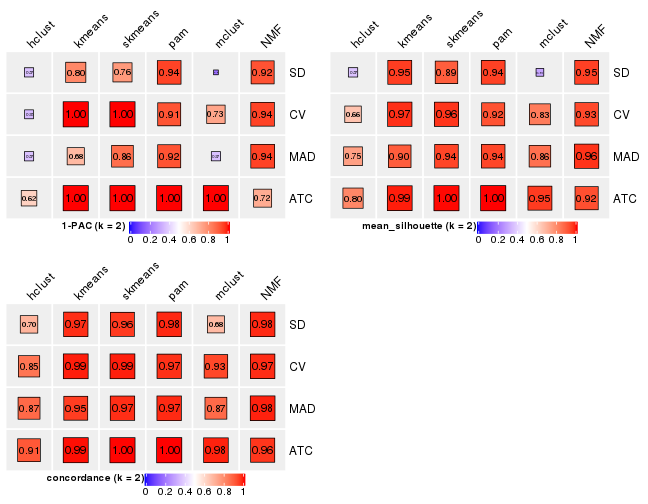 hclust kmeans skmeans pam mclust NMF
0.80 0.76 0.94 0.92 SD
1.00 1.00 0.91 0.73 0.94 CV
0.68 0.86 0.92 0.94 MAD
0.62 1.00 1.00 1.00 1.00 0.72 ATC
1-PAC (k = 2)
0 0.2 0.4 0.6 0.8 1
hclust kmeans skmeans pam mclust NMF
0.95 0.89 0.94 0.95 SD
0.66 0.97 0.96 0.92 0.83 0.93 CV
0.75 0.90 0.94 0.94 0.86 0.96 MAD
0.80 0.99 1.00 1.00 0.95 0.92 ATC
mean_silhouette (k = 2)
0 0.2 0.4 0.6 0.8 1
hclust kmeans skmeans pam mclust NMF
0.70 0.97 0.96 0.98 0.68 0.98 SD
0.85 0.99 0.99 0.97 0.93 0.97 CV
0.87 0.95 0.97 0.97 0.87 0.98 MAD
0.91 0.99 1.00 1.00 0.98 0.96 ATC
concordance (k = 2)
0 0.2 0.4 0.6 0.8 1